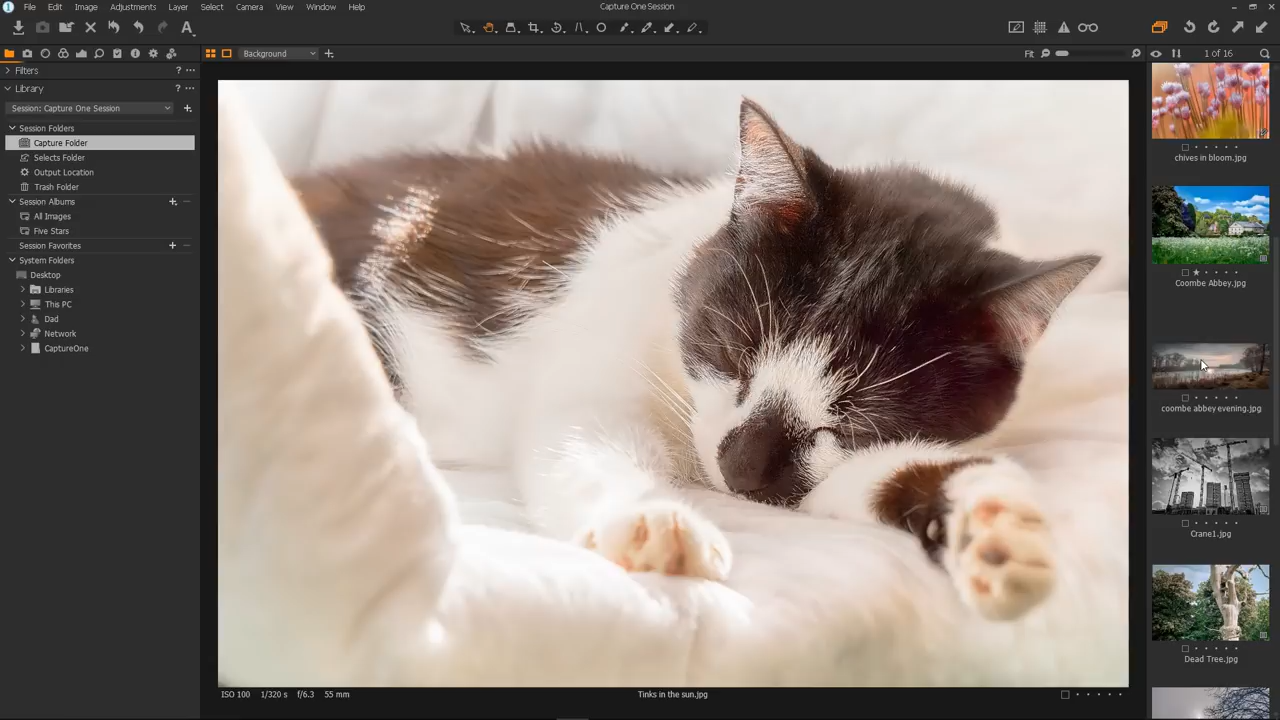 File Edit Image Adjustments Layer Select Camera View Window Help
Capture One Session
Background
Fit
1 of 16
Filters
Library
Session: Capture One Session
Session Folders
Capture Folder
Selects Folder
Output Location
Trash Folder
Session Albums
All Images
Five Stars
Session Favorites
System Folders
Desktop
Libraries
This PC
Dad
Network
CaptureOne
ISO 100 1/320 s f/6.3 55 mm
Tinks in the sun.jpg
chives in bloom.jpg
Coombe Abbey.jpg
coombe abbey evening.jpg
Crane1.jpg
Dead Tree.jpg